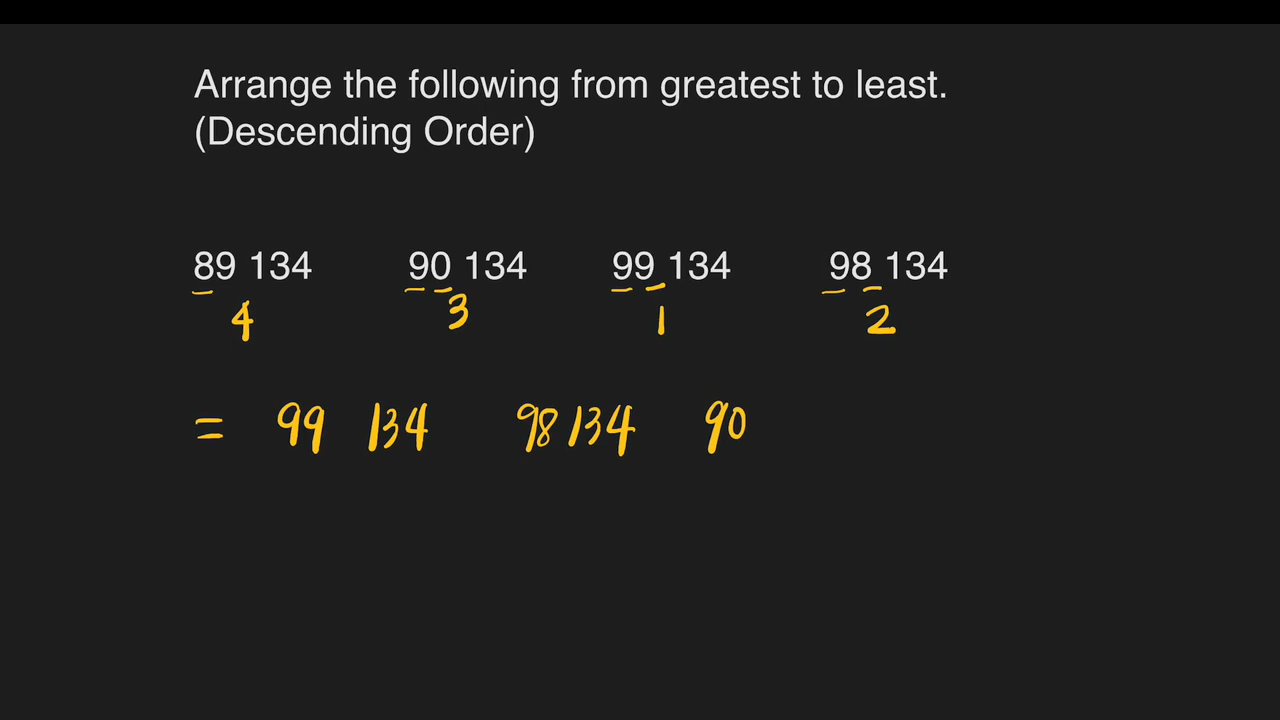 Arrange the following from greatest to least.
(Descending Order)
89 134 90 134 99 134 98 134
4 3 1 2
= 99 134 98 134 90